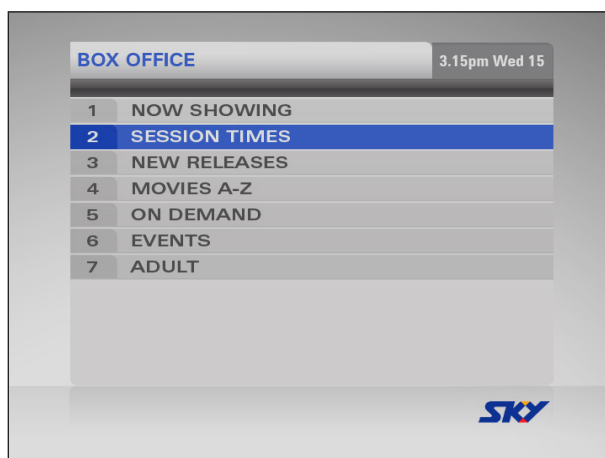 BOX OFFICE 3.15pm Wed 15
1 NOW SHOWING
2 SESSION TIMES
3 NEW RELEASES
4 MOVIES A-Z
5 ON DEMAND
6 EVENTS
7 ADULT
SKY